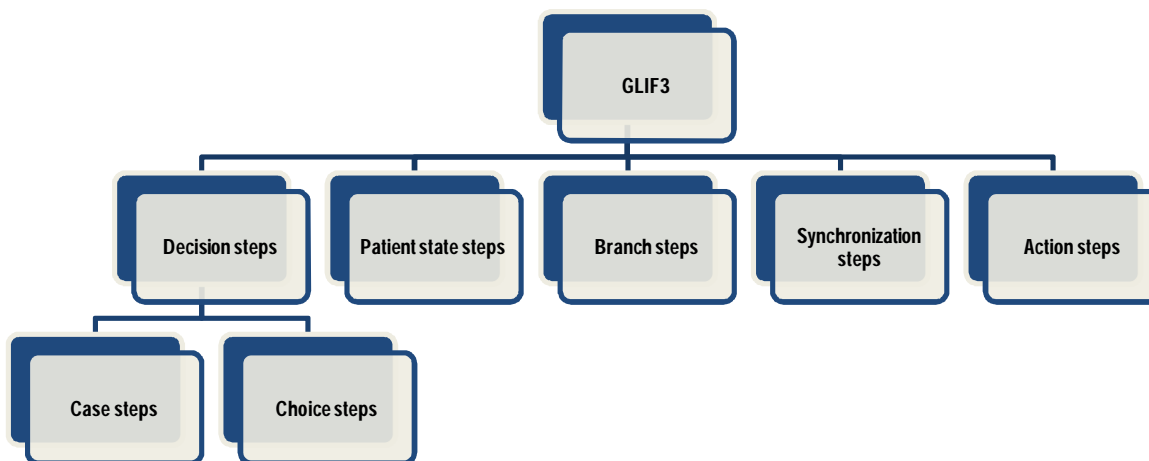 GLIF3
Decision steps
Patient state steps
Branch steps
Synchronization
steps
Action steps
Case steps
Choice steps